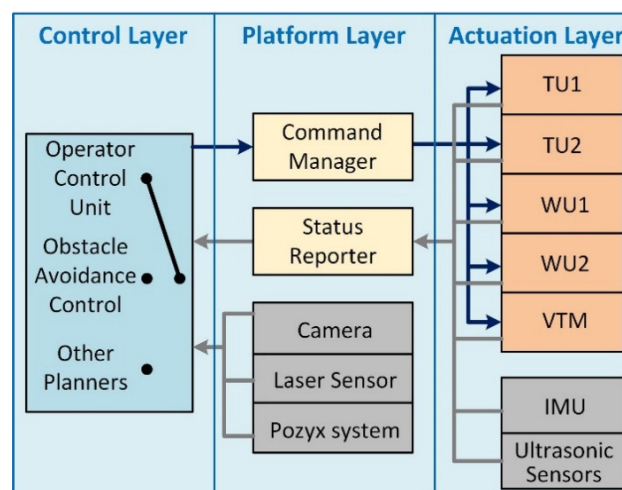 Control Layer
Platform Layer
Actuation Layer
Operator
Control
Unit
Obstacle
Avoidance
Control
Other
Planners
Command
Manager
Status
Reporter
Camera
Laser Sensor
Pozyx system
TU1
TU2
WU1
WU2
VTM
IMU
Ultrasonic
Sensors